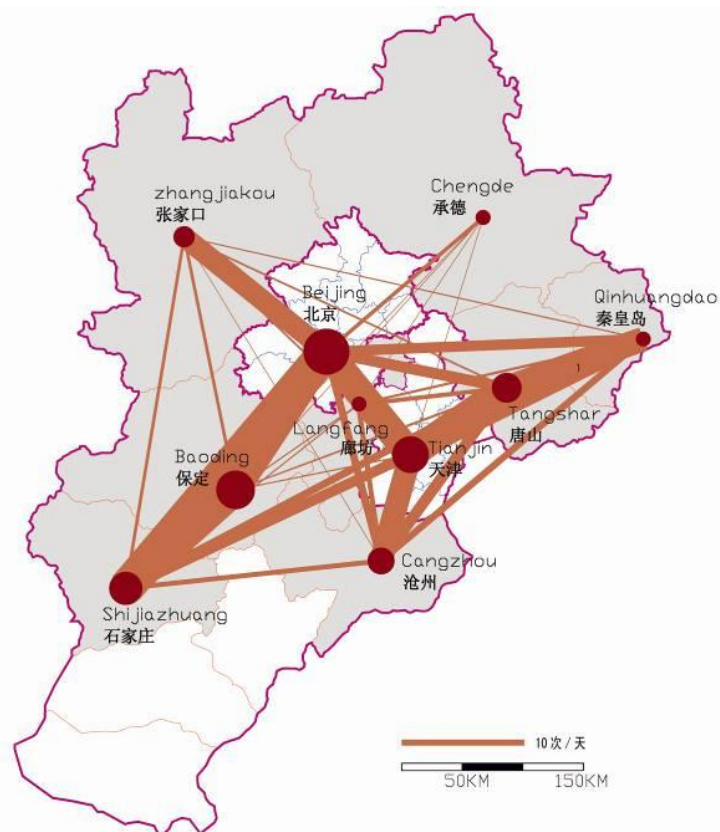 zhangjiakou
张家口
Chengde
承德
Beijing
北京
Qinhuangdao
秦皇岛
Langfang
廊坊
Tangshar
唐山
Tianjin
天津
Baoding
保定
Cangzhou
沧州
Shijiazhuang
石家庄
10次/天
50KM
150KM